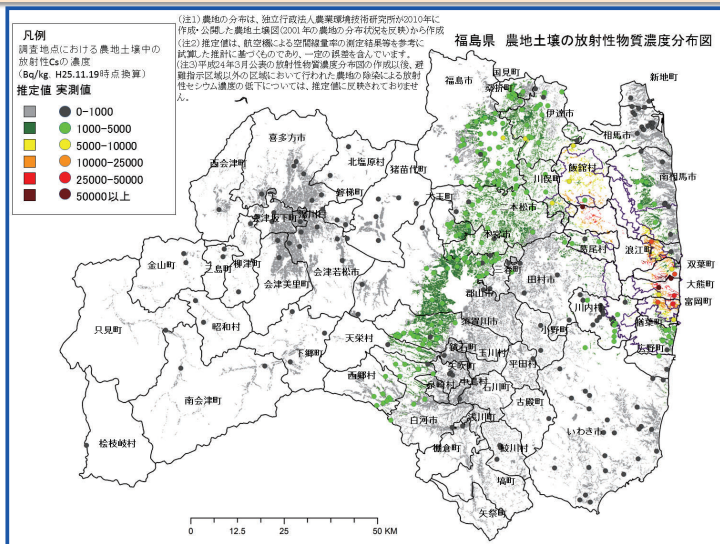 (注1) 農地の分布は、独立行政法人農業環境技術研究所が2010年に
作成・公開した農地土壌図(2001年の農地の分布状況を反映)から作成
(注2)推定値は、航空機による空間線量率の測定結果等を参考に
試算した推計に基づくものであり、一定の誤差を含んでいます。
(注3)平成24年3月公表の放射性物質濃度分布図の作成以後、避
難指示区域以外の区域において行われた農地の除染による放射
性セシウム濃度の低下については、推定値に反映されておりませ
ん。
福島県 農地土壌の放射性物質濃度分布図
凡例
調査地点における農地土壌中の
放射性Csの濃度
(Bq/kg、H25.11.19時点換算)
推定値 実測値
0-1000
1000-5000
5000-10000
10000-25000
25000-50000
50000以上
国見町
新地町
福島市
桑折町
伊達市
相馬市
喜多方市
北塩原村
猪苗代町
西会津町
磐梯町
川俣町
飯舘村
南相馬市
大玉村
二本松市
本宮市
会津坂下町
湯川村
葛尾村
浪江町
双葉町
大熊町
富岡町
金山町
三島町
柳津町
会津若松市
会津美里町
三春町
田村市
郡山市
川内村
楢葉町
広野町
只見町
昭和村
天栄村
須賀川市
小野町
下郷町
鏡石町
玉川村
平田村
矢吹町
西郷村
泉崎村
中島村
石川町
南会津町
古殿町
白河市
浅川町
いわき市
檜枝岐村
棚倉町
鮫川村
塙町
矢祭町
0
12.5
25
50 KM